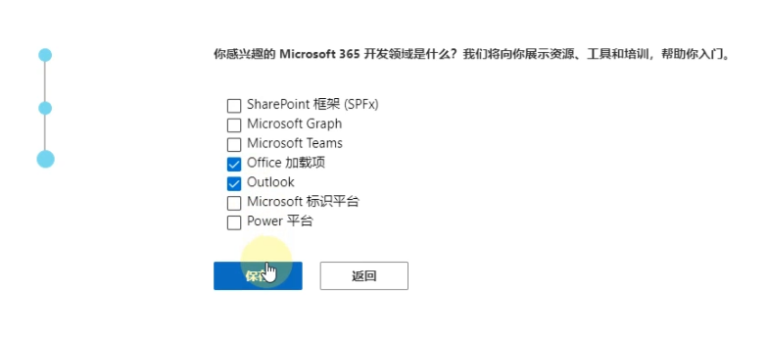 你感兴趣的 Microsoft 365 开发领域是什么？我们将向你展示资源、工具和培训，帮助你入门。
SharePoint 框架 (SPFx)
Microsoft Graph
Microsoft Teams
Office 加载项
Outlook
Microsoft 标识平台
Power 平台
保存 返回